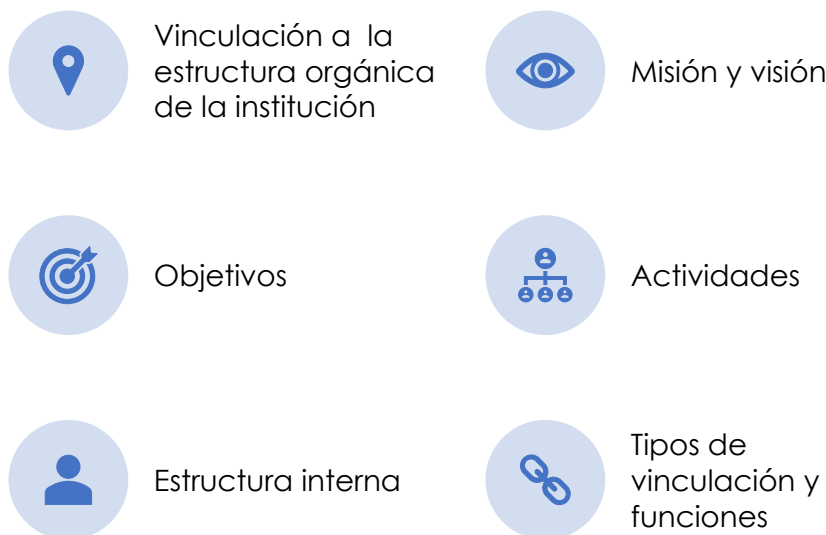 Vinculación a  la
estructura orgánica
de la institución
Misión y visión
Objetivos
Actividades
Estructura interna
Tipos de
vinculación y
funciones